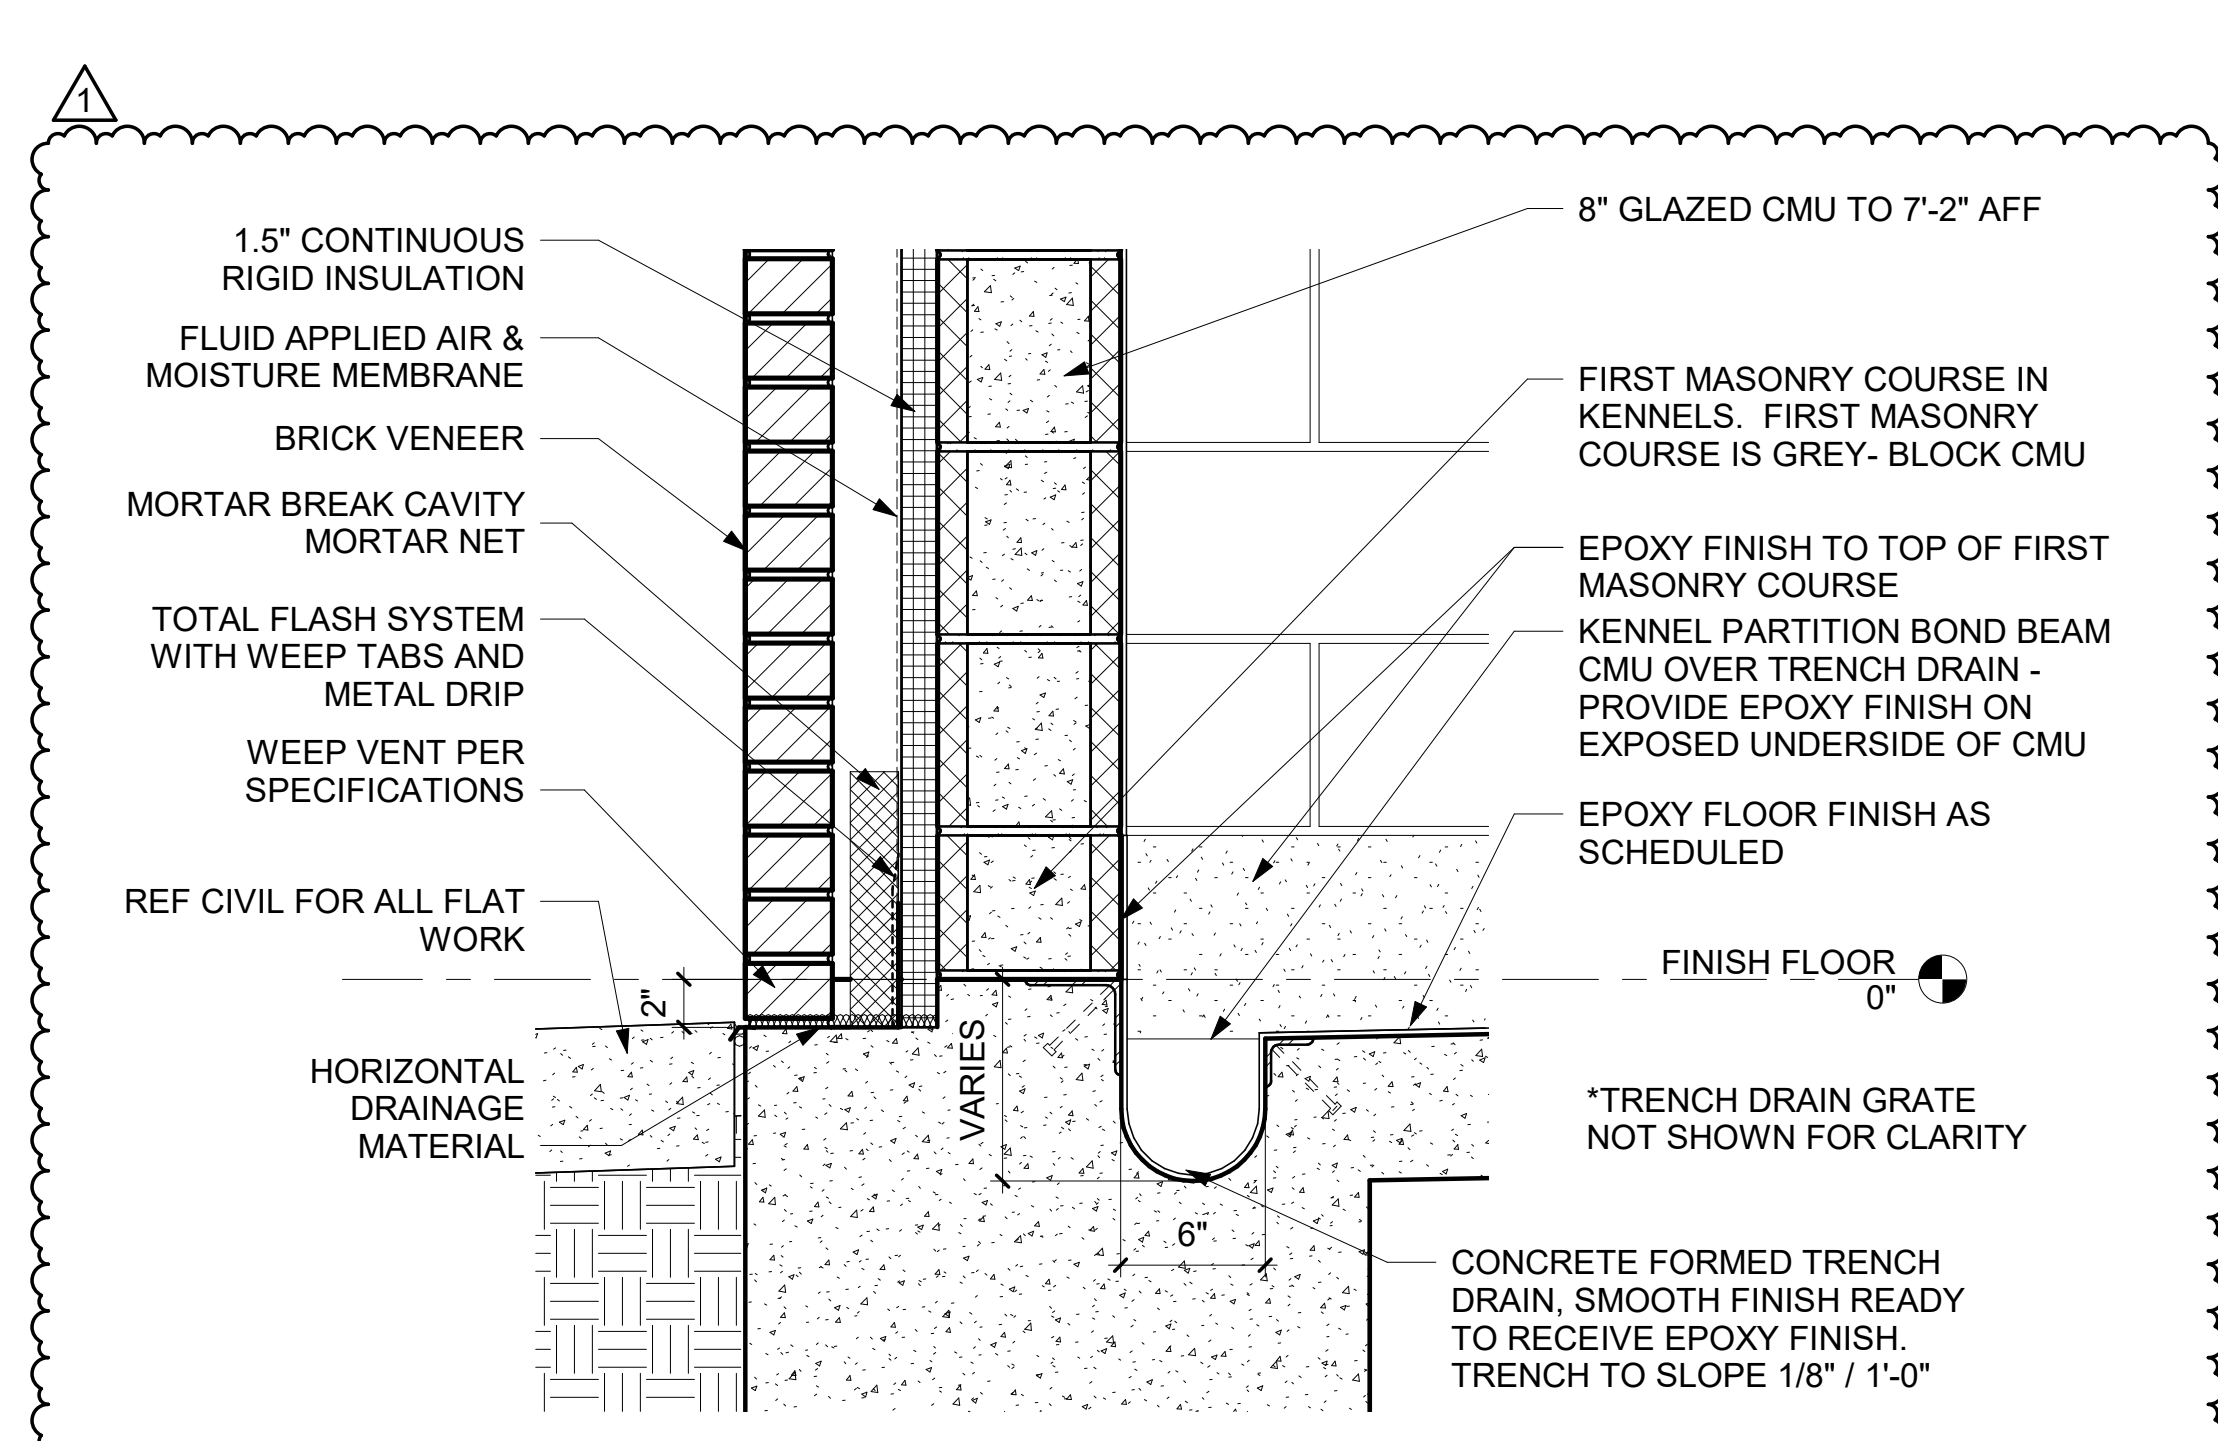 1
1.5" CONTINUOUS
RIGID INSULATION
FLUID APPLIED AIR &
MOISTURE MEMBRANE
BRICK VENEER
MORTAR BREAK CAVITY
MORTAR NET
TOTAL FLASH SYSTEM
WITH WEEP TABS AND
METAL DRIP
WEEP VENT PER
SPECIFICATIONS
REF CIVIL FOR ALL FLAT
WORK
2"
HORIZONTAL
DRAINAGE
MATERIAL
VARIES
6"
8" GLAZED CMU TO 7'-2" AFF
FIRST MASONRY COURSE IN
KENNELS.  FIRST MASONRY
COURSE IS GREY- BLOCK CMU
EPOXY FINISH TO TOP OF FIRST
MASONRY COURSE
KENNEL PARTITION BOND BEAM
CMU OVER TRENCH DRAIN -
PROVIDE EPOXY FINISH ON
EXPOSED UNDERSIDE OF CMU
EPOXY FLOOR FINISH AS
SCHEDULED
FINISH FLOOR
0"
*TRENCH DRAIN GRATE
NOT SHOWN FOR CLARITY
CONCRETE FORMED TRENCH
DRAIN, SMOOTH FINISH READY
TO RECEIVE EPOXY FINISH.
TRENCH TO SLOPE 1/8" / 1'-0"